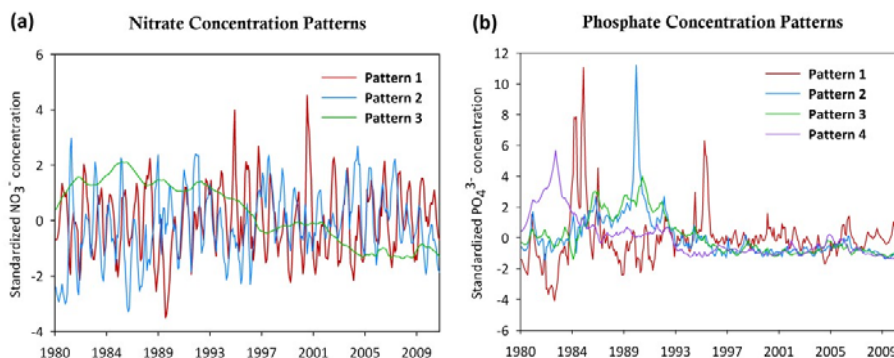 (a)
Nitrate Concentration Patterns
Standardized NO₃⁻ concentration
6
4
2
0
-2
-4
Pattern 1
Pattern 2
Pattern 3
1980 1984 1989 1993 1997 2001 2005 2009
(b)
Phosphate Concentration Patterns
Standardized PO₄³⁻ concentration
12
10
8
6
4
2
0
-2
-4
-6
Pattern 1
Pattern 2
Pattern 3
Pattern 4
1980 1984 1989 1993 1997 2001 2005 2009